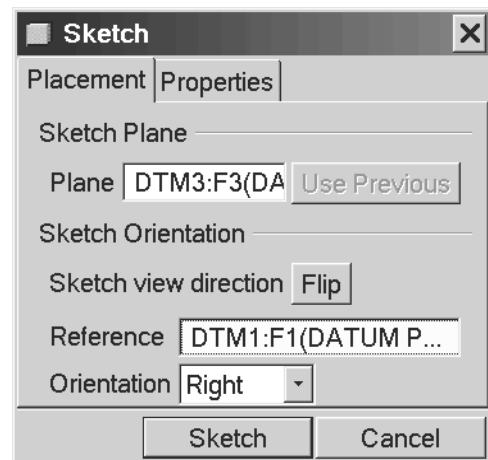 Sketch
Placement Properties
Sketch Plane
Plane DTM3:F3(DA Use Previous
Sketch Orientation
Sketch view direction Flip
Reference DTM1:F1(DATUM P...
Orientation Right
Sketch Cancel